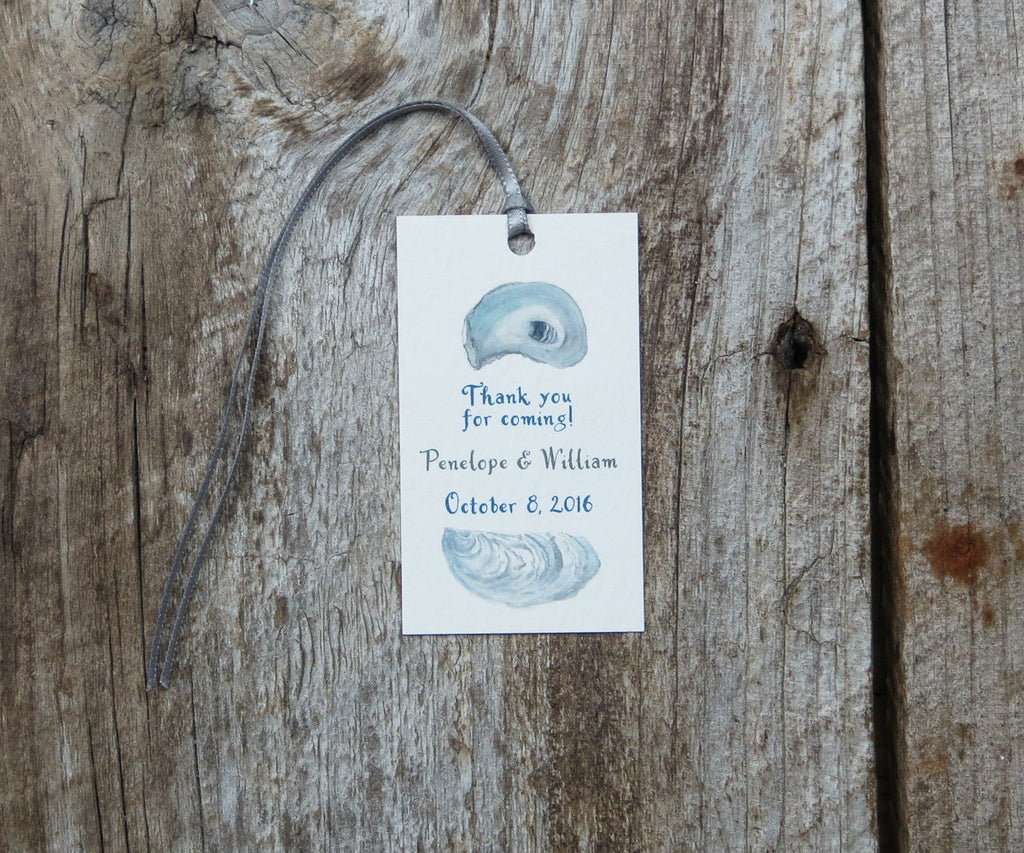 Thank you
for coming!
Penelope & William
October 8, 2016